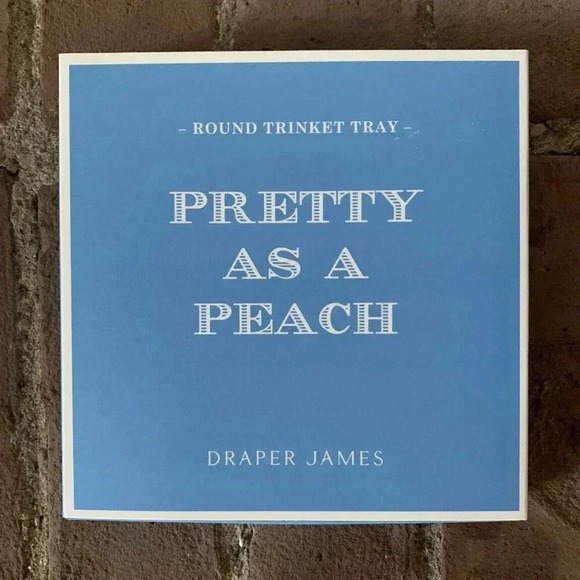 – ROUND TRINKET TRAY –
PRETTY
AS A
PEACH
DRAPER JAMES